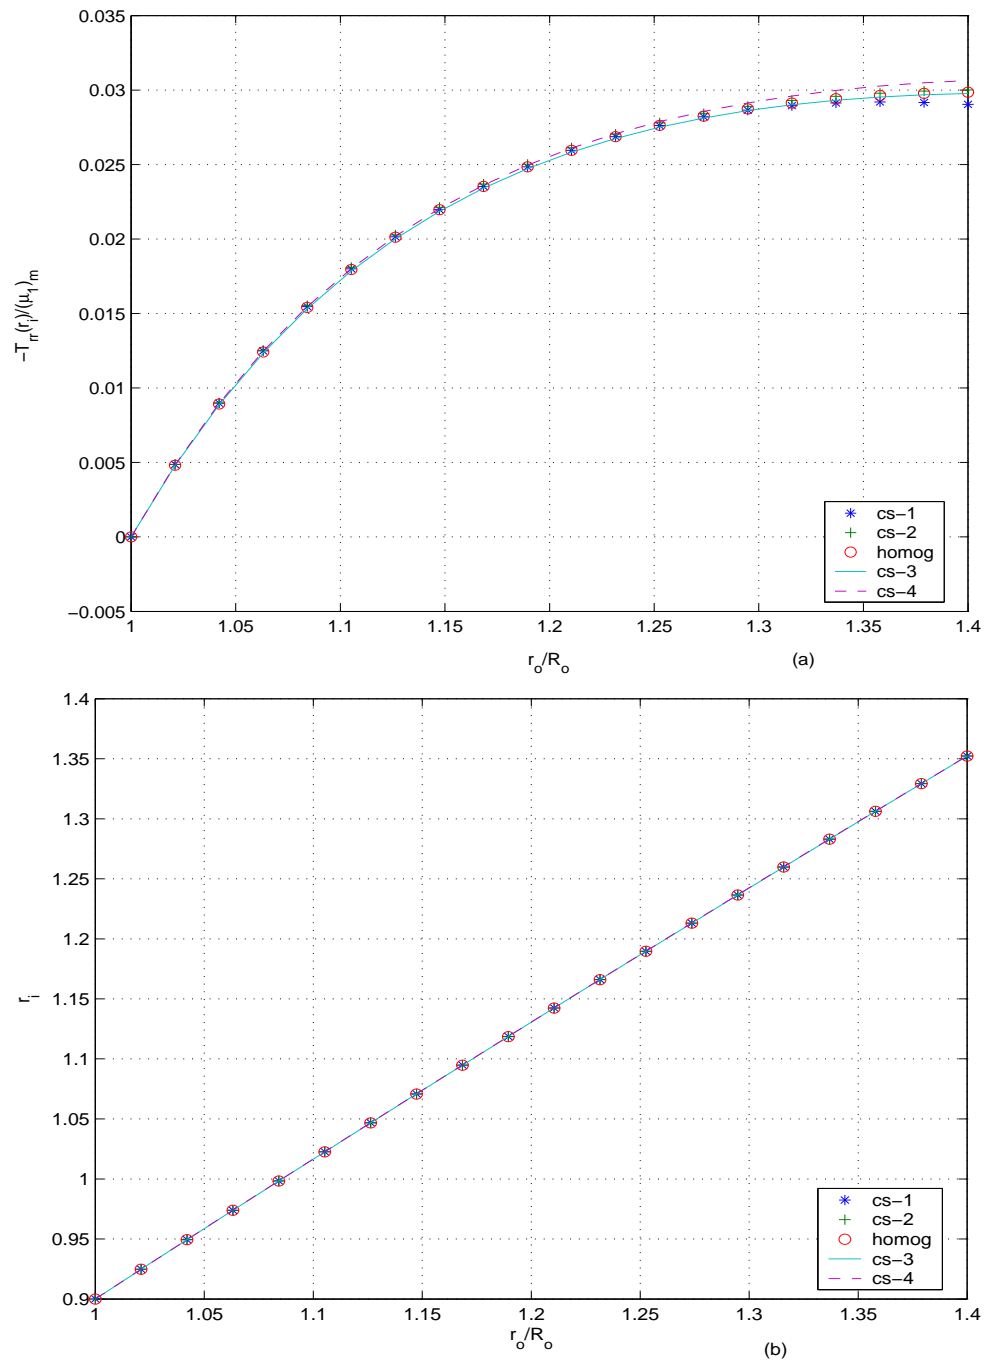 0.035
0.03
0.025
0.02
0.015
0.01
0.005
0
−0.005
−T_rr(r_i)/(μ_1)_m
1 1.05 1.1 1.15 1.2 1.25 1.3 1.35 1.4
r_o/R_o
(a)
cs−1
cs−2
homog
cs−3
cs−4
1.4
1.35
1.3
1.25
1.2
1.15
1.1
1.05
1
0.95
0.9
r_i
1 1.05 1.1 1.15 1.2 1.25 1.3 1.35 1.4
r_o/R_o
(b)
cs−1
cs−2
homog
cs−3
cs−4